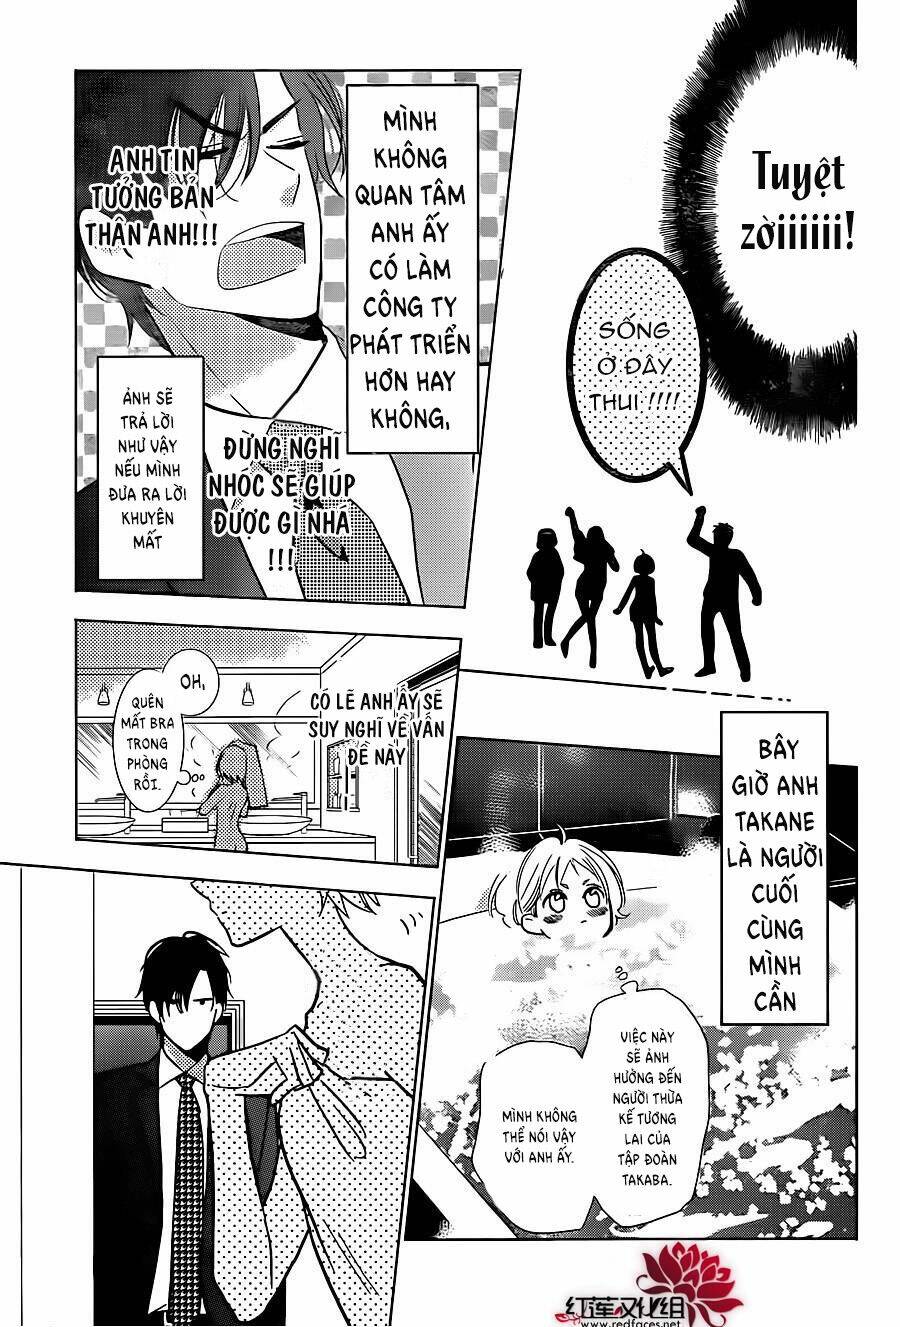 Tuyệt
zờiiiiii!
SỐNG
Ở ĐÂY
THUI !!!!
MÌNH
KHÔNG
QUAN TÂM
ANH ẤY
CÓ LÀM
CÔNG TY
PHÁT TRIỂN
HƠN HAY
KHÔNG,
ANH TIN
TƯỞNG BẢN
THÂN ANH!!!
ĐỪNG NGHĨ
NHÓC SẼ GIÚP
ĐƯỢC GÌ NHÁ
!!!
ẢNH SẼ
TRẢ LỜI
NHƯ VẬY
NẾU MÌNH
ĐƯA RA LỜI
KHUYÊN
MẤT
BÂY
GIỜ ANH
TAKANE
LÀ NGƯỜI
CUỐI
CÙNG
MÌNH
CẦN
VIỆC NÀY
SẼ ẢNH
HƯỞNG ĐẾN
NGƯỜI THỪA
KẾ TƯƠNG
LAI CỦA
TẬP ĐOÀN
TAKABA.
MÌNH KHÔNG
THỂ NÓI VẬY
VỚI ANH ẤY.
CÓ LẼ ANH ẤY SẼ
SUY NGHĨ VỀ VẤN
ĐỀ NÀY
OH,
QUÊN
MẤT BRA
TRONG
PHÒNG
RỒI.
红莲汉化组
www.redfaces.net